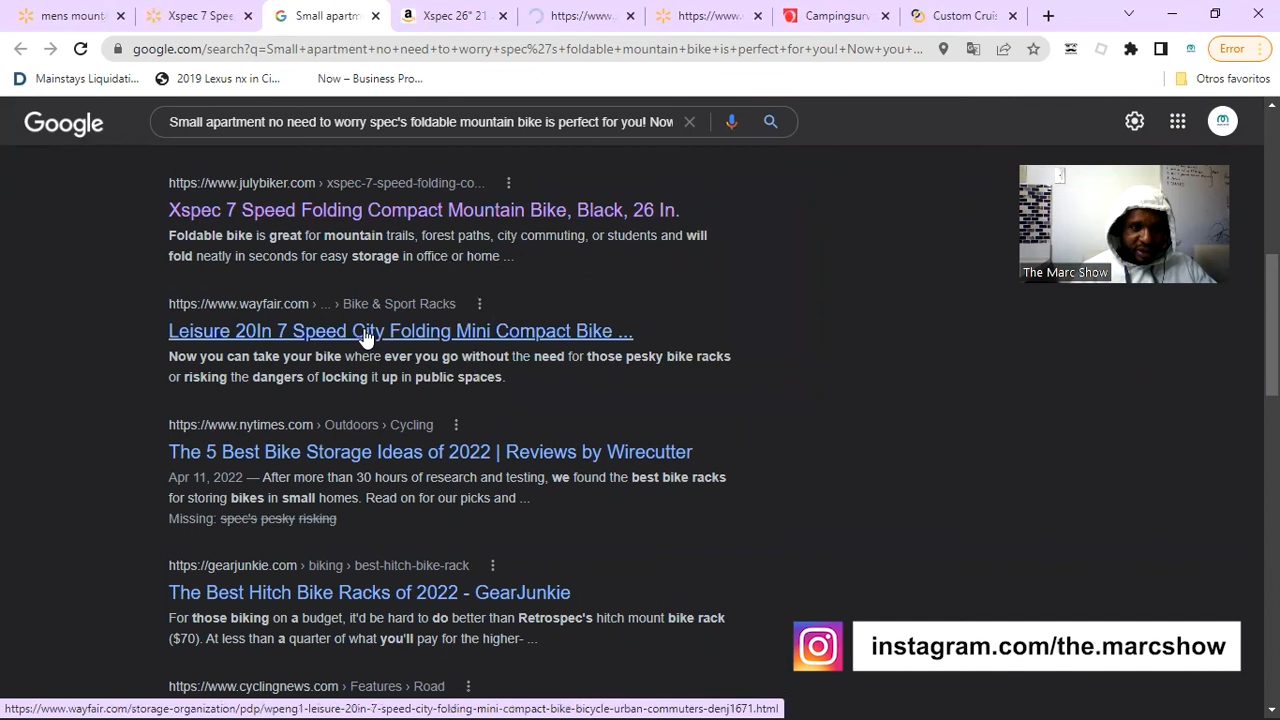 mens mount
Xspec 7 Spee
Small apartm
Xspec 26" 21
https://www.
https://www.
Campingsurv
Custom Cruis
google.com/search?q=Small+apartment+no+need+to+worry+spec%27s+foldable+mountain+bike+is+perfect+for+you!+Now+you+...
Error
Mainstays Liquidati...
2019 Lexus nx in Ci...
Now – Business Pro...
Otros favoritos
Google
Small apartment no need to worry spec's foldable mountain bike is perfect for you! Now
https://www.julybiker.com › xspec-7-speed-folding-co...
Xspec 7 Speed Folding Compact Mountain Bike, Black, 26 In.
Foldable bike is great for mountain trails, forest paths, city commuting, or students and will
fold neatly in seconds for easy storage in office or home ...
The Marc Show
https://www.wayfair.com › ... › Bike & Sport Racks
Leisure 20In 7 Speed City Folding Mini Compact Bike ...
Now you can take your bike where ever you go without the need for those pesky bike racks
or risking the dangers of locking it up in public spaces.
https://www.nytimes.com › Outdoors › Cycling
The 5 Best Bike Storage Ideas of 2022 | Reviews by Wirecutter
Apr 11, 2022 — After more than 30 hours of research and testing, we found the best bike racks
for storing bikes in small homes. Read on for our picks and ...
Missing: spec's pesky risking
https://gearjunkie.com › biking › best-hitch-bike-rack
The Best Hitch Bike Racks of 2022 - GearJunkie
For those biking on a budget, it'd be hard to do better than Retrospec's hitch mount bike rack
($70). At less than a quarter of what you'll pay for the higher- ...
instagram.com/the.marcshow
https://www.cyclingnews.com › Features › Road
https://www.wayfair.com/storage-organization/pdp/wpeng1-leisure-20in-7-speed-city-folding-mini-compact-bike-bicycle-urban-commuters-denj1671.html